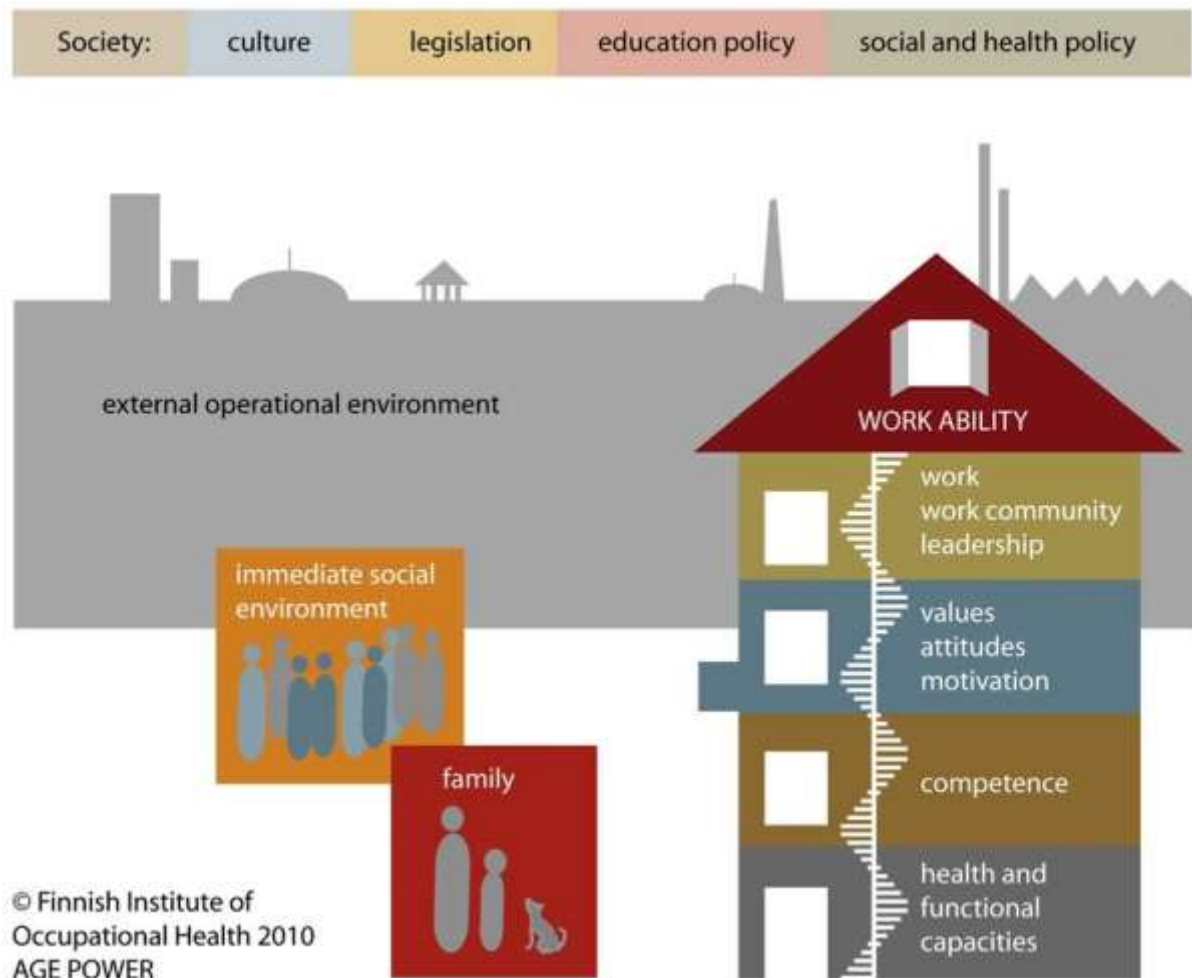 Society: culture legislation education policy social and health policy
external operational environment
WORK ABILITY
work
work community
leadership
immediate social
environment
values
attitudes
motivation
family
competence
health and
functional
capacities
© Finnish Institute of
Occupational Health 2010
AGE POWER